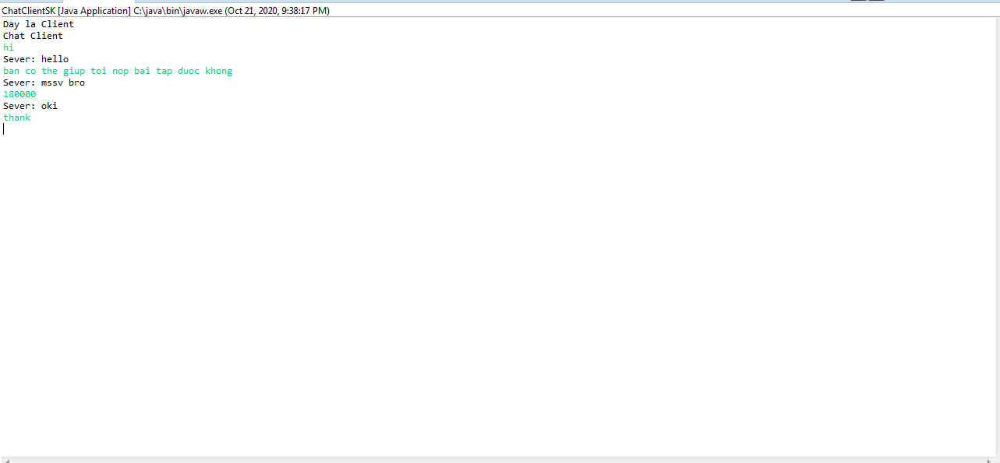 ChatClientSK [Java Application] C:\java\bin\javaw.exe (Oct 21, 2020, 9:38:17 PM)
Day la Client
Chat Client
hi
Sever: hello
ban co the giup toi nop bai tap duoc khong
Sever: mssv bro
180000
Sever: oki
thank